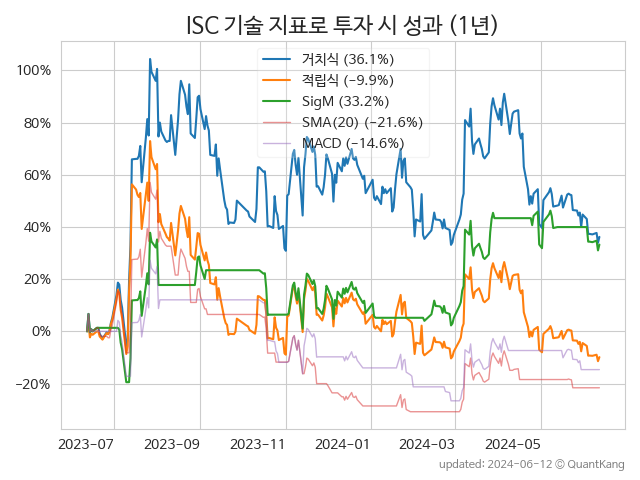 ISC 기술 지표로 투자 시 성과 (1년)
거치식 (36.1%)
적립식 (−9.9%)
SigM (33.2%)
SMA(20) (−21.6%)
MACD (−14.6%)
100%
80%
60%
40%
20%
0%
−20%
2023-07 2023-09 2023-11 2024-01 2024-03 2024-05
updated: 2024-06-12 © QuantKang